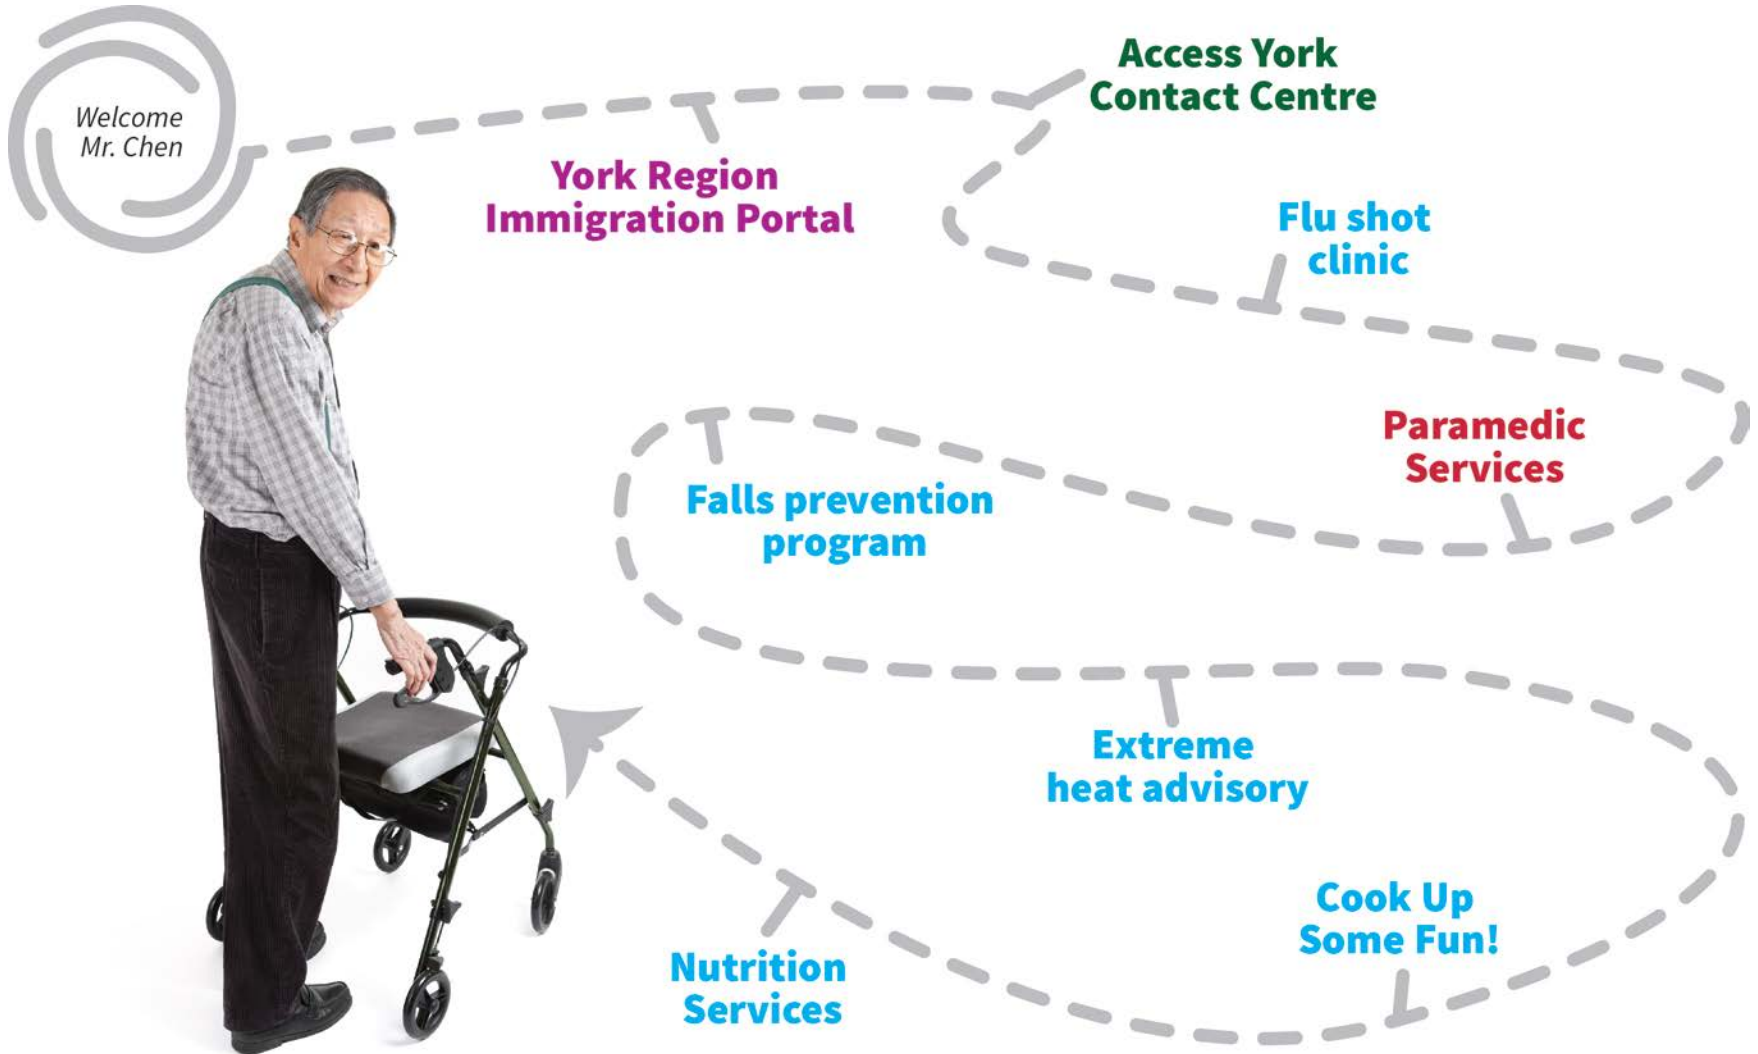 Welcome
Mr. Chen
York Region
Immigration Portal
Access York
Contact Centre
Flu shot
clinic
Paramedic
Services
Falls prevention
program
Extreme
heat advisory
Cook Up
Some Fun!
Nutrition
Services